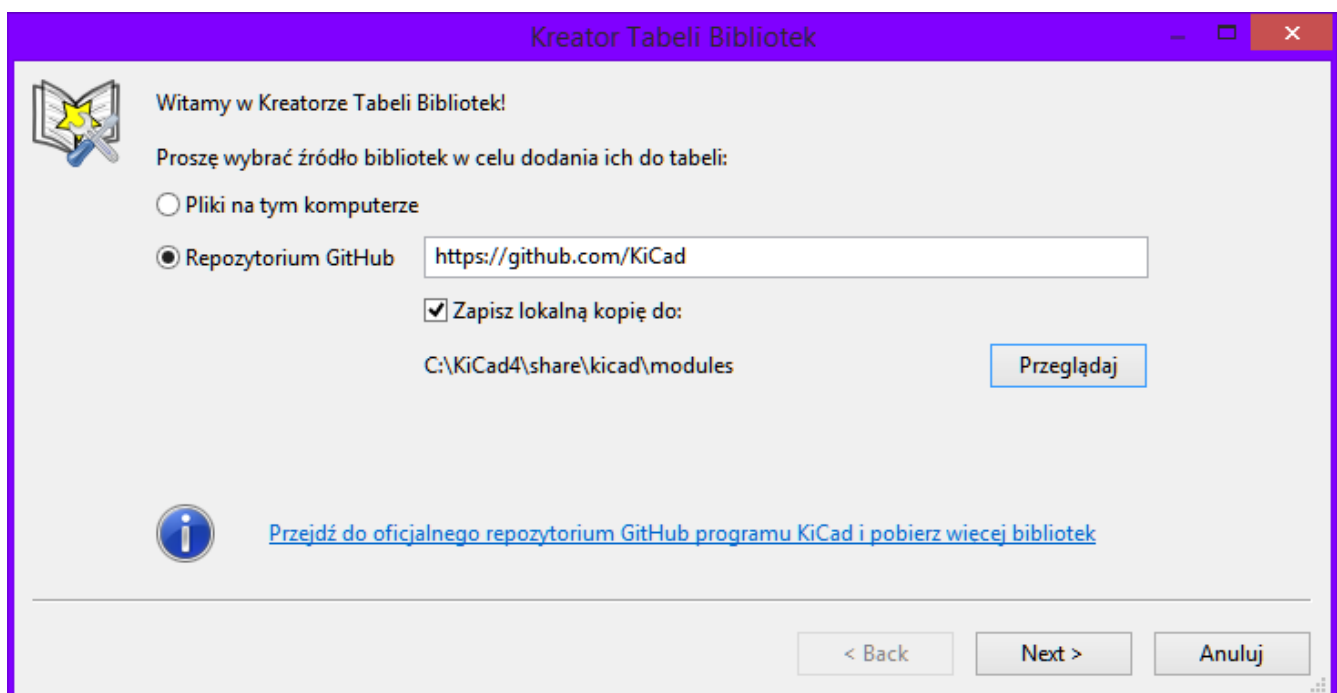 Kreator Tabeli Bibliotek
Witamy w Kreatorze Tabeli Bibliotek!
Proszę wybrać źródło bibliotek w celu dodania ich do tabeli:
Pliki na tym komputerze
Repozytorium GitHub https://github.com/KiCad
Zapisz lokalną kopię do:
C:\KiCad4\share\kicad\modules Przeglądaj
Przejdź do oficjalnego repozytorium GitHub programu KiCad i pobierz więcej bibliotek
< Back Next > Anuluj